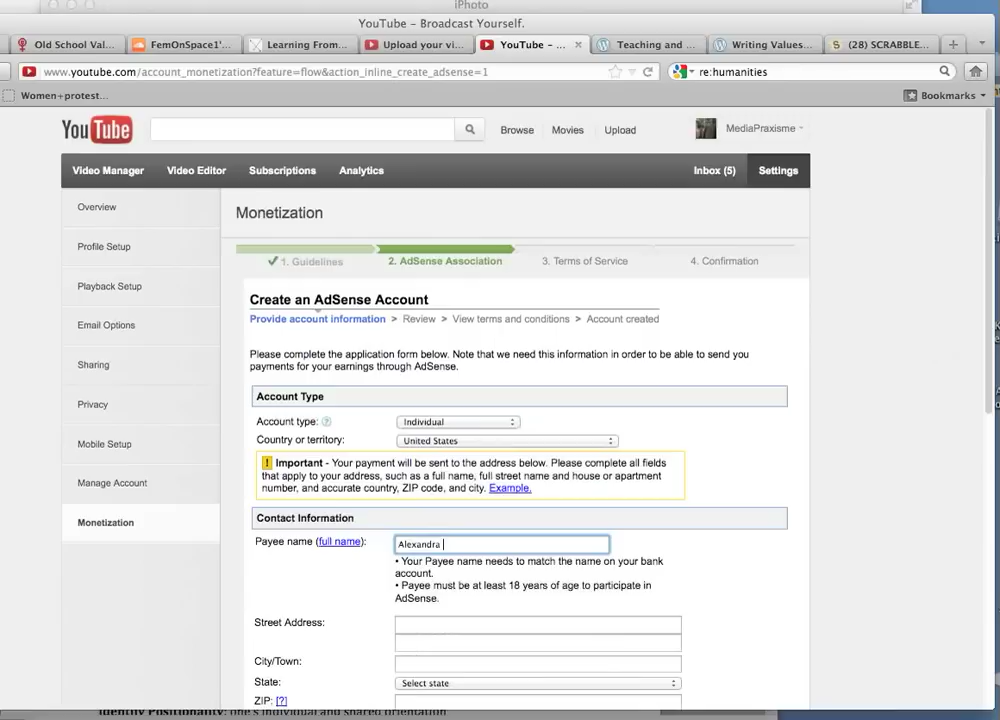 iPhoto
YouTube - Broadcast Yourself.
Old School Val... FemOnSpace1'... Learning From... Upload your vi... YouTube - ... Teaching and ... Writing Values... (28) SCRABBLE...
www.youtube.com/account_monetization?feature=flow&action_inline_create_adsense=1 re:humanities
Women+protest... Bookmarks
YouTube Browse Movies Upload MediaPraxisme
Video Manager Video Editor Subscriptions Analytics Inbox (5) Settings
Overview
Profile Setup
Playback Setup
Email Options
Sharing
Privacy
Mobile Setup
Manage Account
Monetization
Monetization
1. Guidelines 2. AdSense Association 3. Terms of Service 4. Confirmation
Create an AdSense Account
Provide account information > Review > View terms and conditions > Account created
Please complete the application form below. Note that we need this information in order to be able to send you
payments for your earnings through AdSense.
Account Type
Account type: Individual
Country or territory: United States
! Important - Your payment will be sent to the address below. Please complete all fields
that apply to your address, such as a full name, full street name and house or apartment
number, and accurate country, ZIP code, and city. Example.
Contact Information
Payee name (full name): Alexandra
• Your Payee name needs to match the name on your bank
account.
• Payee must be at least 18 years of age to participate in
AdSense.
Street Address:
City/Town:
State: Select state
ZIP: [?]
Identity Positionality: one's individual and shared orientation